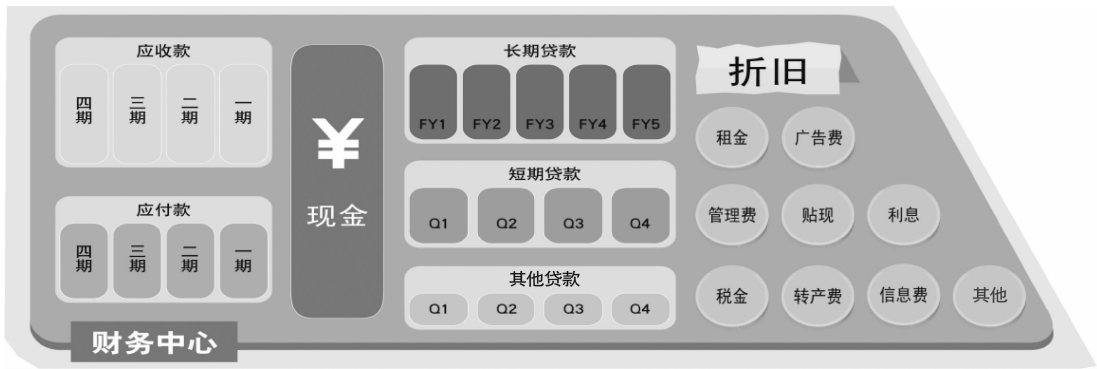 应收款
四期 三期 二期 一期
应付款
四期 三期 二期 一期
财务中心
¥
现金
长期贷款
FY1 FY2 FY3 FY4 FY5
短期贷款
Q1 Q2 Q3 Q4
其他贷款
Q1 Q2 Q3 Q4
折旧
租金 广告费
管理费 贴现 利息
税金 转产费 信息费 其他